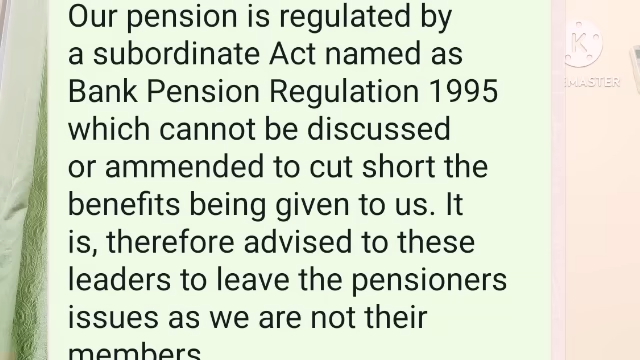 Our pension is regulated by
a subordinate Act named as
Bank Pension Regulation 1995
which cannot be discussed
or ammended to cut short the
benefits being given to us. It
is, therefore advised to these
leaders to leave the pensioners
issues as we are not their
members
K
MASTER